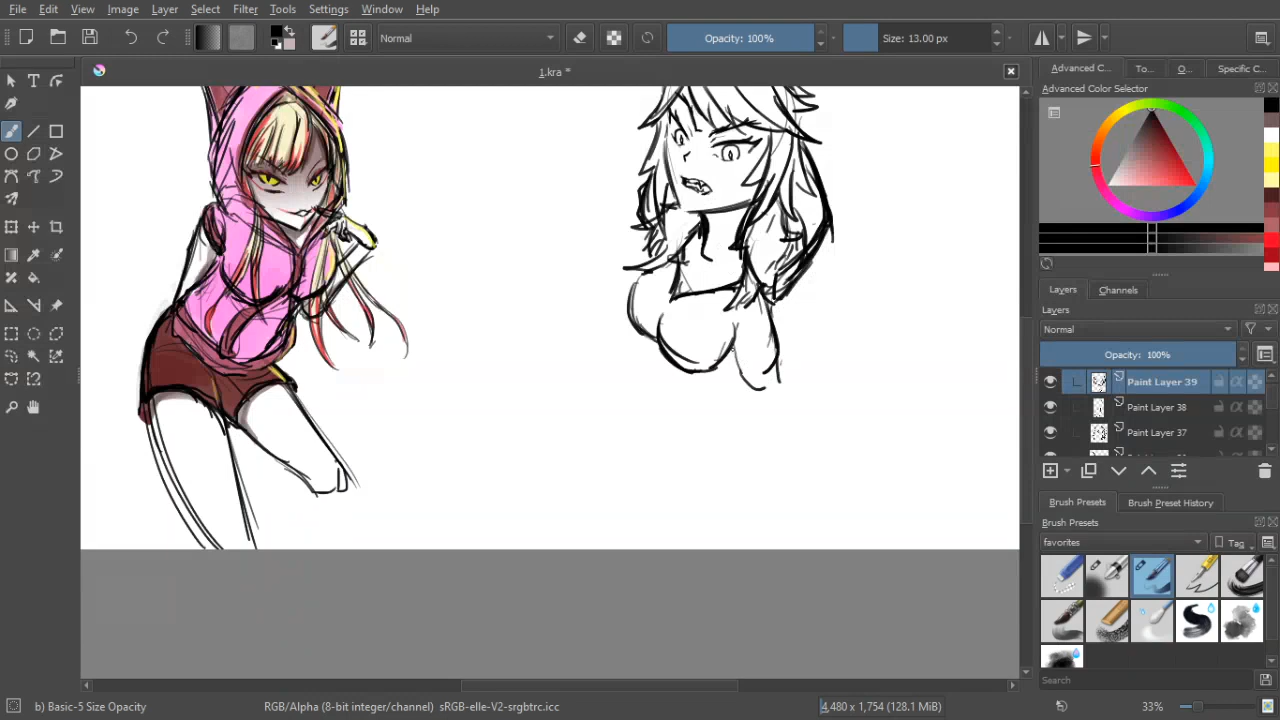 File Edit View Image Layer Select Filter Tools Settings Window Help
Normal Opacity: 100% Size: 13.00 px
1.kra *
Advanced C... To... O... Specific C...
Advanced Color Selector
Layers Channels
Layers
Normal
Opacity: 100%
Paint Layer 39
Paint Layer 38
Paint Layer 37
Brush Presets Brush Preset History
Brush Presets
favorites Tag
Search
b) Basic-5 Size Opacity RGB/Alpha (8-bit integer/channel) sRGB-elle-V2-srgbtrc.icc 4,480 x 1,754 (128.1 MiB) 33%